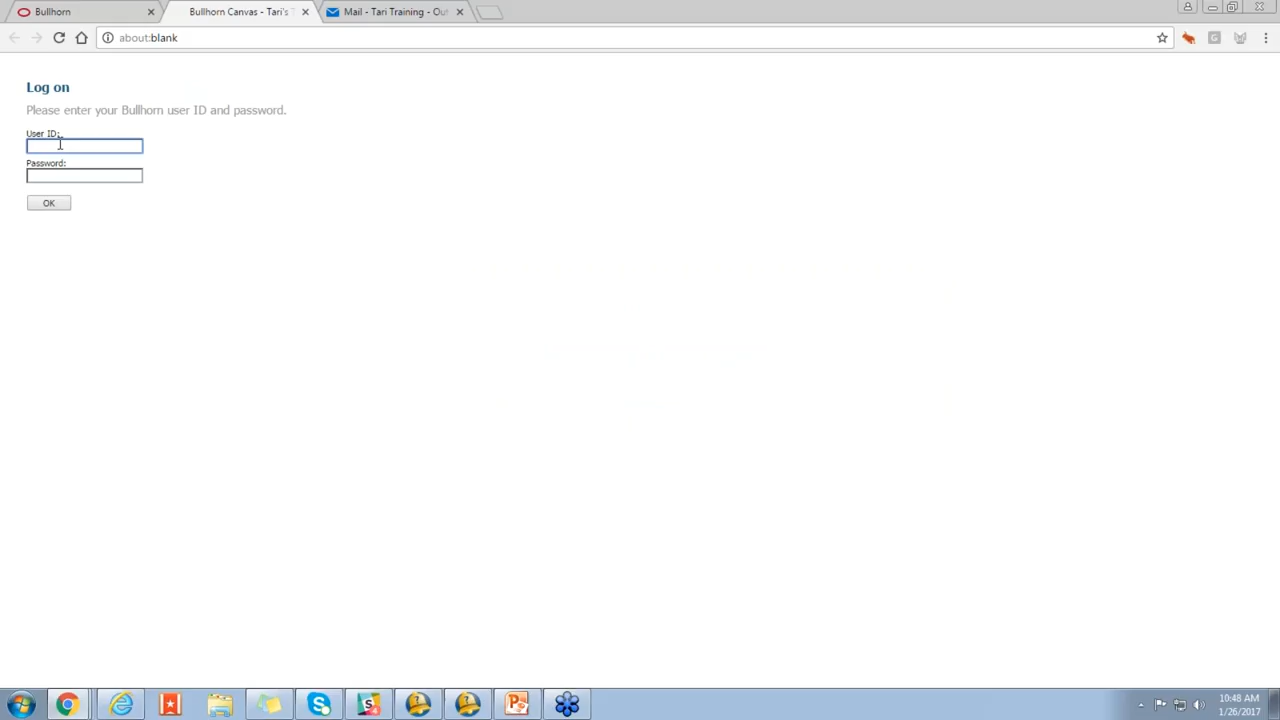 Bullhorn
Bullhorn Canvas - Tari's T
Mail - Tari Training - Out
about:blank
Log on
Please enter your Bullhorn user ID and password.
User ID:
Password:
OK
10:48 AM
1/26/2017